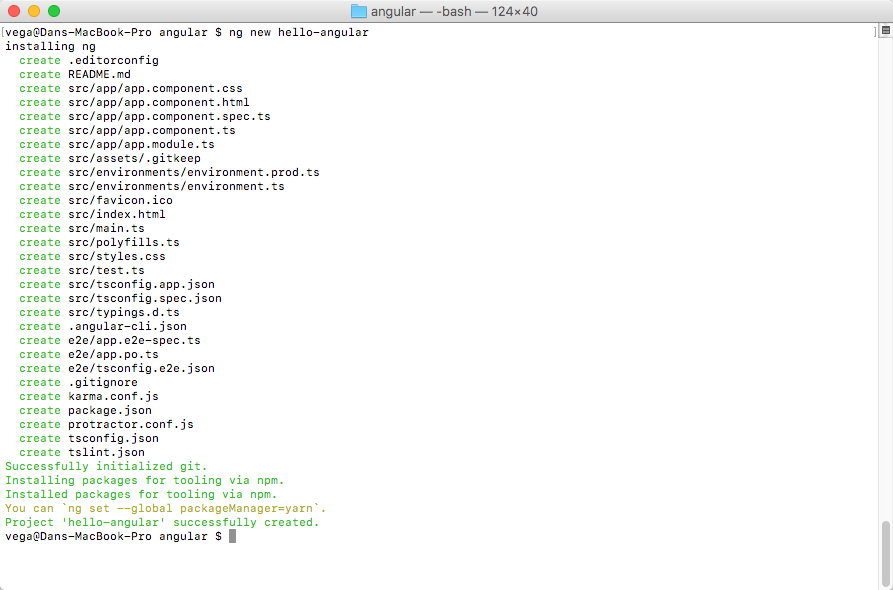 angular — -bash — 124×40
[vega@Dans-MacBook-Pro angular $ ng new hello-angular ]
installing ng
  create .editorconfig
  create README.md
  create src/app/app.component.css
  create src/app/app.component.html
  create src/app/app.component.spec.ts
  create src/app/app.component.ts
  create src/app/app.module.ts
  create src/assets/.gitkeep
  create src/environments/environment.prod.ts
  create src/environments/environment.ts
  create src/favicon.ico
  create src/index.html
  create src/main.ts
  create src/polyfills.ts
  create src/styles.css
  create src/test.ts
  create src/tsconfig.app.json
  create src/tsconfig.spec.json
  create src/typings.d.ts
  create .angular-cli.json
  create e2e/app.e2e-spec.ts
  create e2e/app.po.ts
  create e2e/tsconfig.e2e.json
  create .gitignore
  create karma.conf.js
  create package.json
  create protractor.conf.js
  create tsconfig.json
  create tslint.json
Successfully initialized git.
Installing packages for tooling via npm.
Installed packages for tooling via npm.
You can `ng set --global packageManager=yarn`.
Project 'hello-angular' successfully created.
vega@Dans-MacBook-Pro angular $